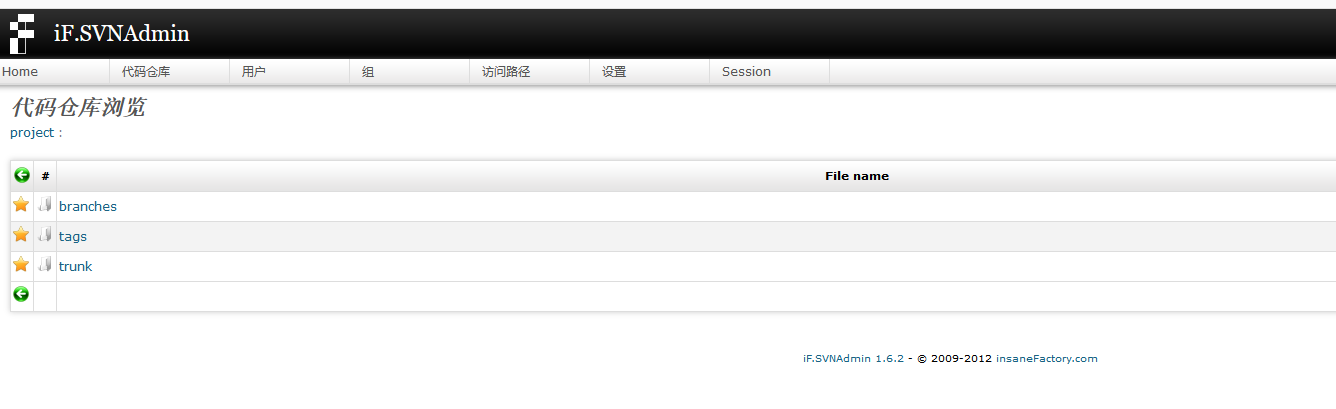 iF.SVNAdmin
Home 代码仓库 用户 组 访问路径 设置 Session
代码仓库浏览
project :
# File name
branches
tags
trunk
iF.SVNAdmin 1.6.2 - © 2009-2012 insaneFactory.com